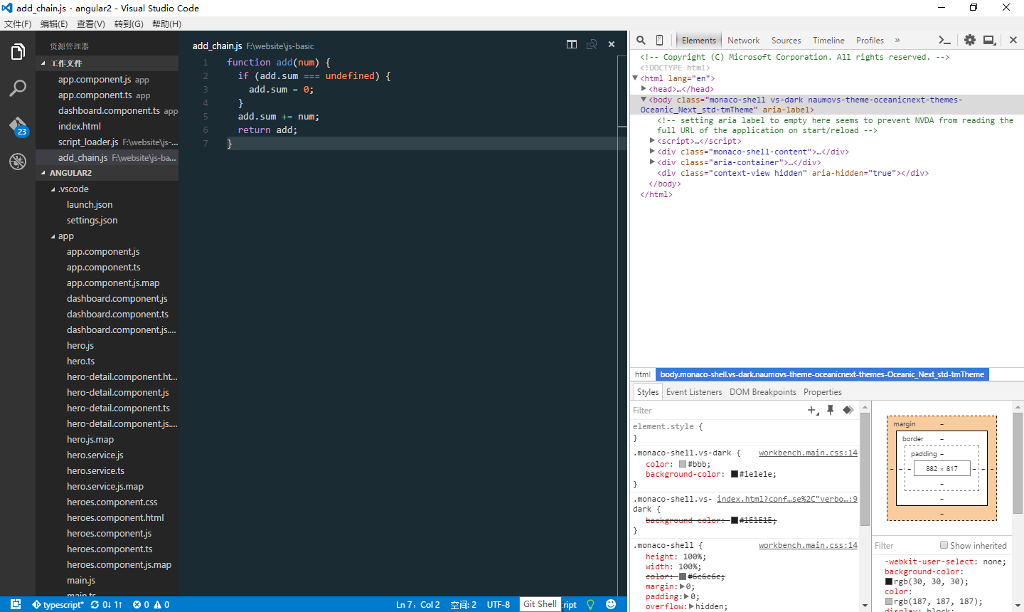 add_chain.js - angular2 - Visual Studio Code
文件(F) 编辑(E) 查看(V) 转到(G) 帮助(H)
资源管理器
工作文件
app.component.js app
app.component.ts app
dashboard.component.ts app
index.html
script_loader.js F:\website\js-...
add_chain.js F:\website\js-ba...
ANGULAR2
.vscode
launch.json
settings.json
app
app.component.js
app.component.ts
app.component.js.map
dashboard.component.js
dashboard.component.ts
dashboard.component.js....
hero.js
hero.ts
hero-detail.component.ht...
hero-detail.component.js
hero-detail.component.ts
hero-detail.component.js....
hero.js.map
hero.service.js
hero.service.ts
hero.service.js.map
heroes.component.css
heroes.component.html
heroes.component.js
heroes.component.ts
heroes.component.js.map
main.js
main.ts
23
add_chain.js F:\website\js-basic
1 function add(num) {
2 if (add.sum === undefined) {
3 add.sum = 0;
4 }
5 add.sum += num;
6 return add;
7 }
Elements Network Sources Timeline Profiles »
<!-- Copyright (C) Microsoft Corporation. All rights reserved. -->
<!DOCTYPE html>
<html lang="en">
<head>…</head>
<body class="monaco-shell vs-dark naumovs-theme-oceanicnext-themes-
Oceanic_Next_std-tmTheme" aria-label>
<!-- setting aria label to empty here seems to prevent NVDA from reading the
full URL of the application on start/reload -->
<script>…</script>
<div class="monaco-shell-content">…</div>
<div class="aria-container">…</div>
<div class="context-view hidden" aria-hidden="true"></div>
</body>
</html>
html body.monaco-shell.vs-dark.naumovs-theme-oceanicnext-themes-Oceanic_Next_std-tmTheme
Styles Event Listeners DOM Breakpoints Properties
Filter
element.style {
}
.monaco-shell.vs-dark { workbench.main.css:14
color: #bbb;
background-color: #1e1e1e;
}
.monaco-shell.vs- index.html?conf…se%2C"verbo…:9
dark {
background-color: #1E1E1E;
}
.monaco-shell { workbench.main.css:14
height: 100%;
width: 100%;
color: #6c6c6c;
margin: 0;
padding: 0;
overflow: hidden;
margin –
border –
padding –
– – – 882 × 817 – – –
–
–
–
Filter Show inherited
-webkit-user-select: none;
background-color:
rgb(30, 30, 30);
color:
rgb(187, 187, 187);
display: block;
typescript* 0↓ 1↑ 0 0 Ln 7, Col 2 空间: 2 UTF-8 Git Shell ript